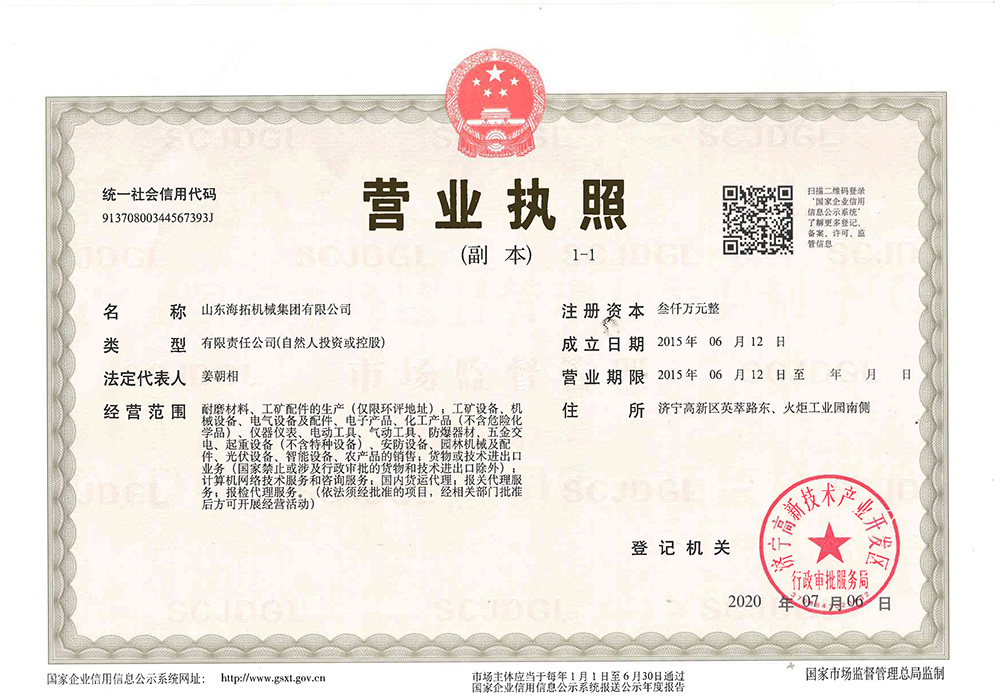 统一社会信用代码
91370800344567393J
营业执照
(副 本) 1-1
扫描二维码登录
‘国家企业信用
信息公示系统’
了解更多登记、
备案、许可、监
管信息
名 称 山东海拓机械集团有限公司
类 型 有限责任公司(自然人投资或控股)
法定代表人 姜朝相
经营范围 耐磨材料、工矿配件的生产（仅限环评地址）；工矿设备、机
械设备、电气设备及配件、电子产品、化工产品（不含危险化
学品）、仪器仪表、电动工具、气动工具、防爆器材、五金交
电、起重设备（不含特种设备）、安防设备、园林机械及配
件、光伏设备、智能设备、农产品的销售；货物或技术进出口
业务（国家禁止或涉及行政审批的货物和技术进出口除外）；
计算机网络技术服务和咨询服务；国内货运代理；报关代理服
务；报检代理服务。（依法须经批准的项目，经相关部门批准
后方可开展经营活动）
注册资本 叁仟万元整
成立日期 2015年 06 月 12 日
营业期限 2015年 06 月 12 日 至 年 月 日
住 所 济宁高新区英萃路东、火炬工业园南侧
登记机关
济宁高新技术产业开发区
行政审批服务局
2020 年 07 月 06 日
国家企业信用信息公示系统网址： http://www.gsxt.gov.cn
市场主体应当于每年1月1日至6月30日通过
国家企业信用信息公示系统报送公示年度报告
国家市场监督管理总局监制
SCJDGL
市场监督